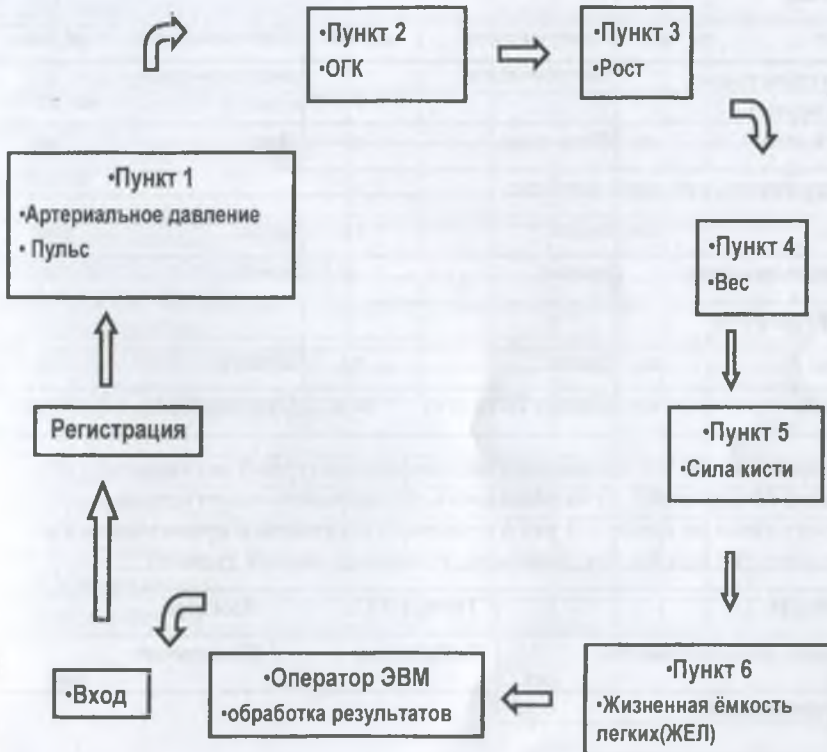 •Пункт 2
•ОГК
•Пункт 3
•Рост
•Пункт 1
•Артериальное давление
• Пульс
•Пункт 4
•Вес
Регистрация
•Пункт 5
•Сила кисти
•Вход
•Оператор ЭВМ
•обработка результатов
•Пункт 6
•Жизненная ёмкость
легких(ЖЕЛ)